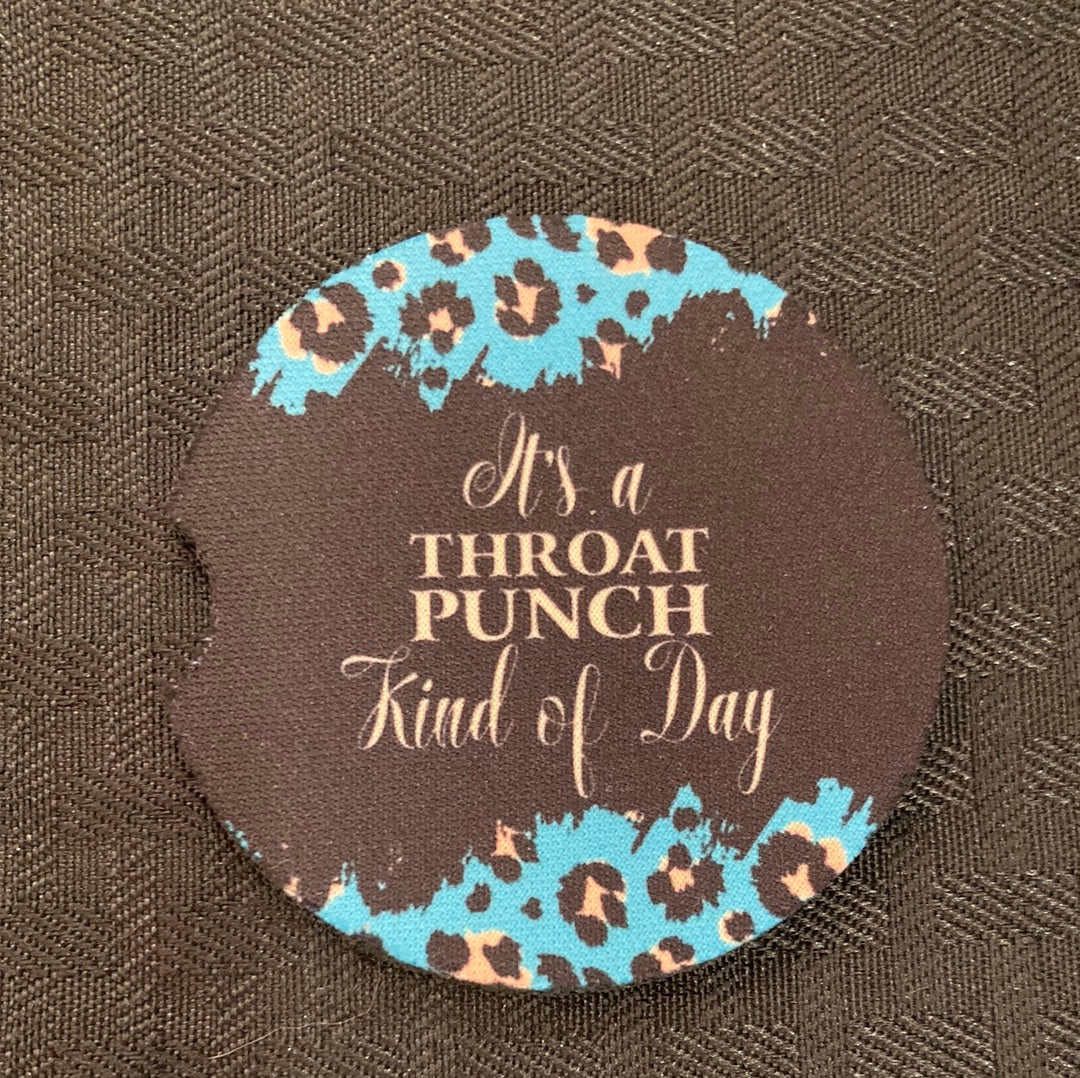 It's a
THROAT
PUNCH
Kind of Day